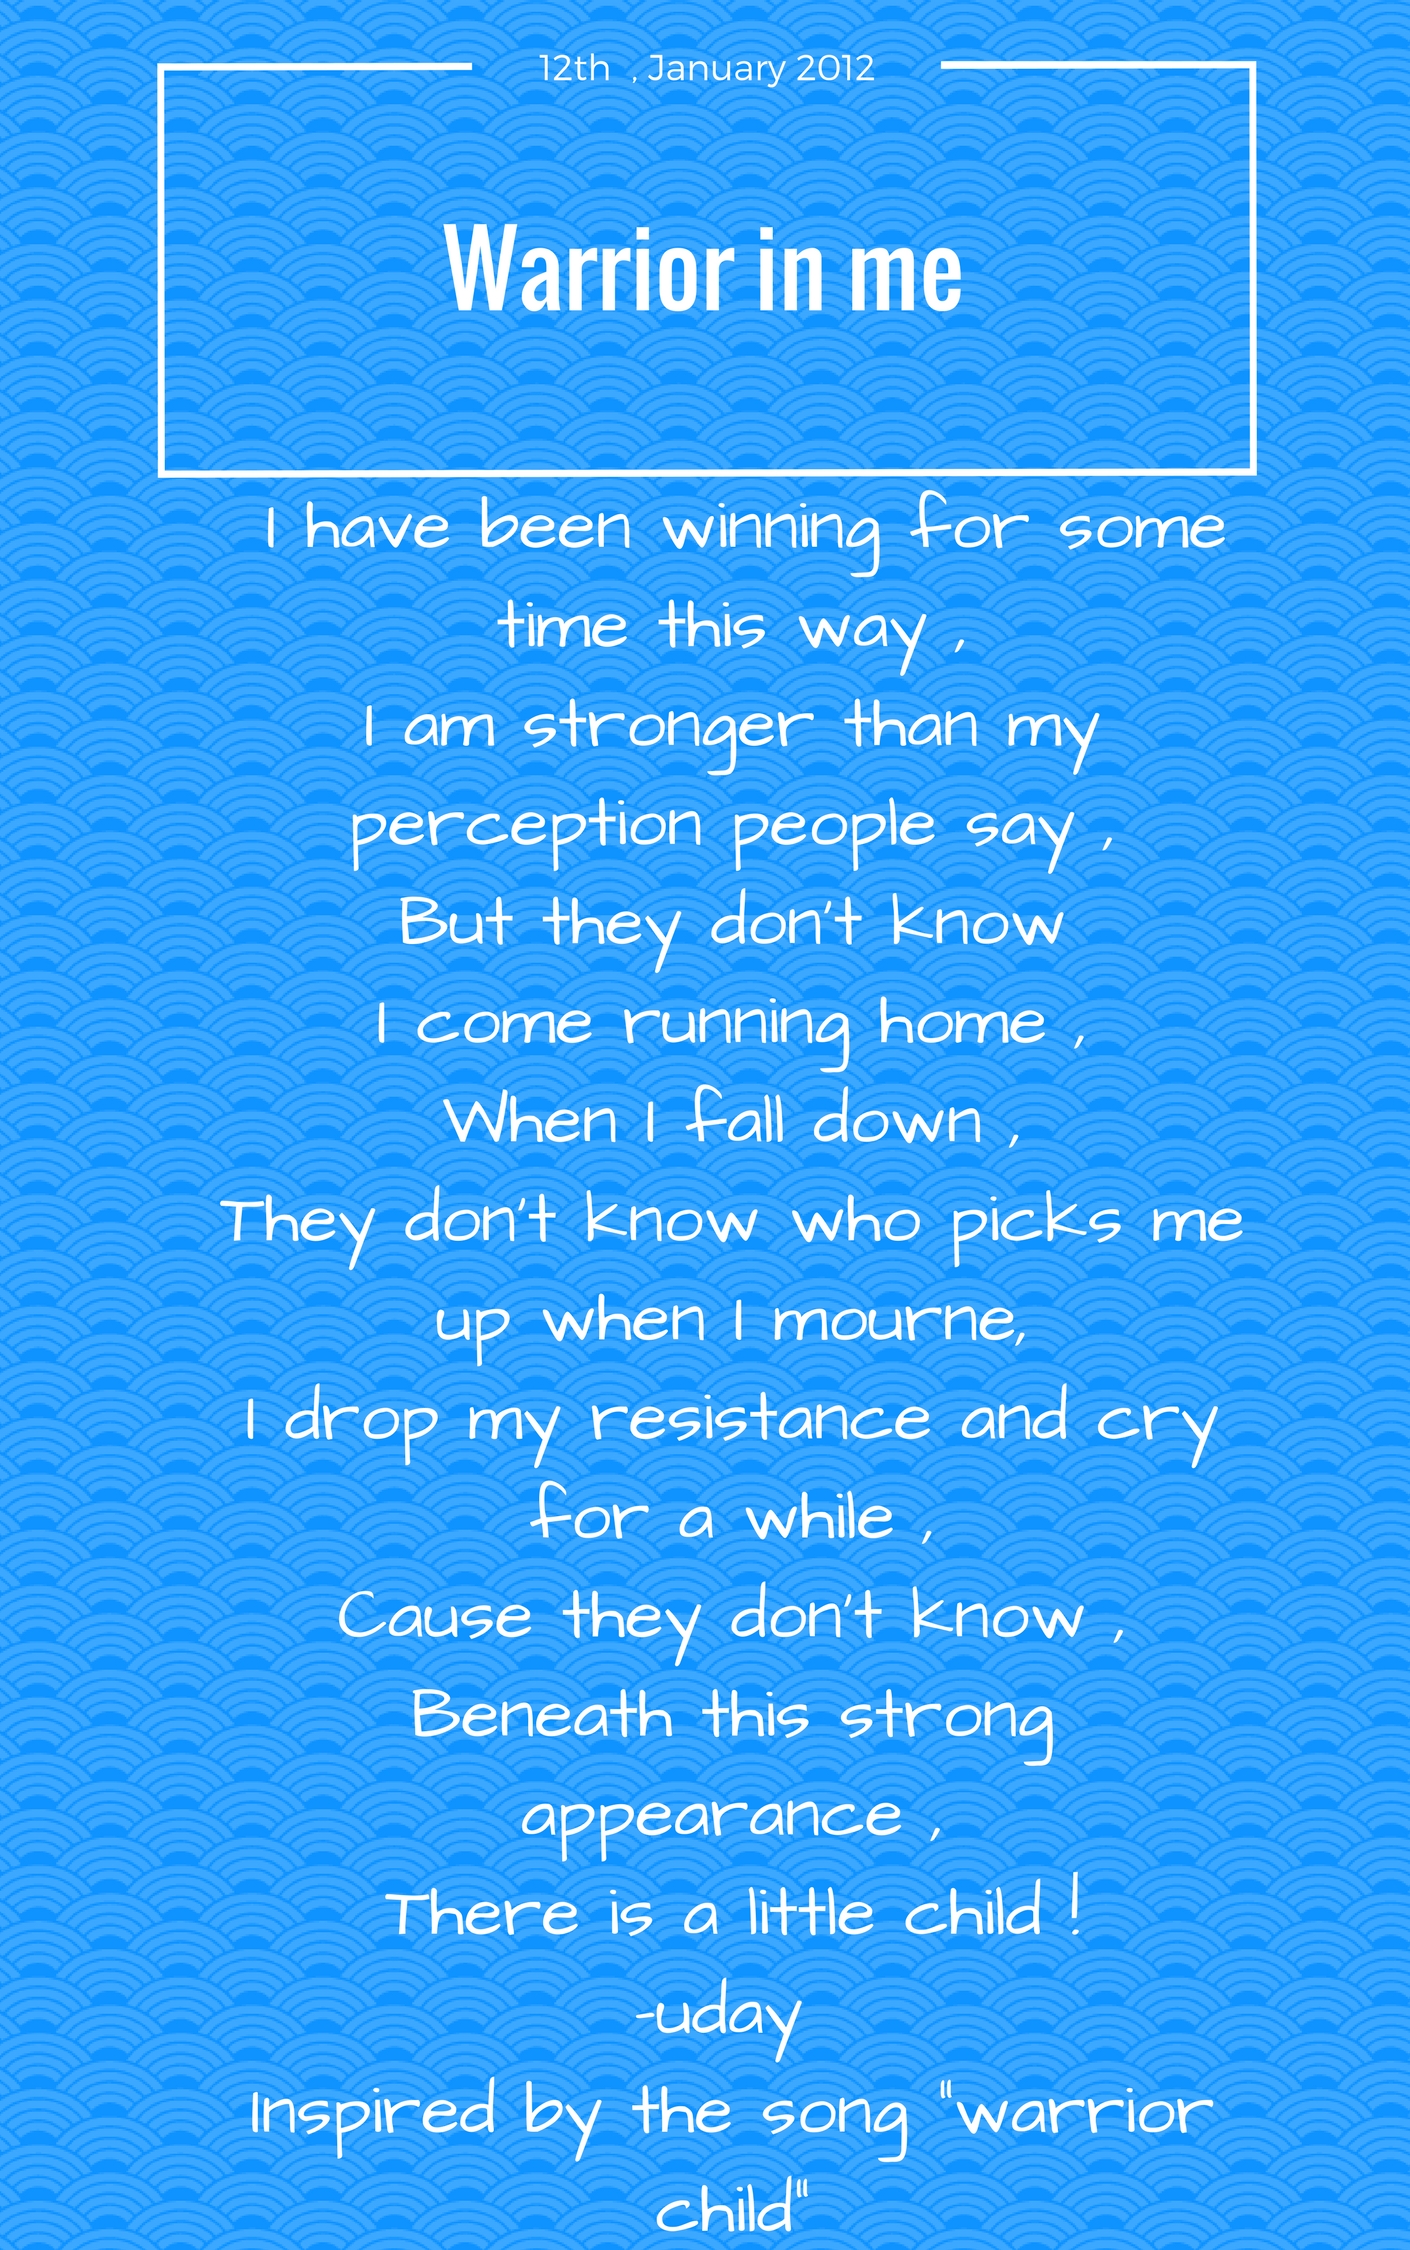 12th  , January 2012
Warrior in me
I have been winning for some
time this way ,
I am stronger than my
perception people say ,
But they don't know
I come running home ,
When I fall down ,
They don't know who picks me
up when I mourne,
I drop my resistance and cry
for a while ,
Cause they don't know ,
Beneath this strong
appearance ,
There is a little child !
-uday
Inspired by the song "warrior
child"